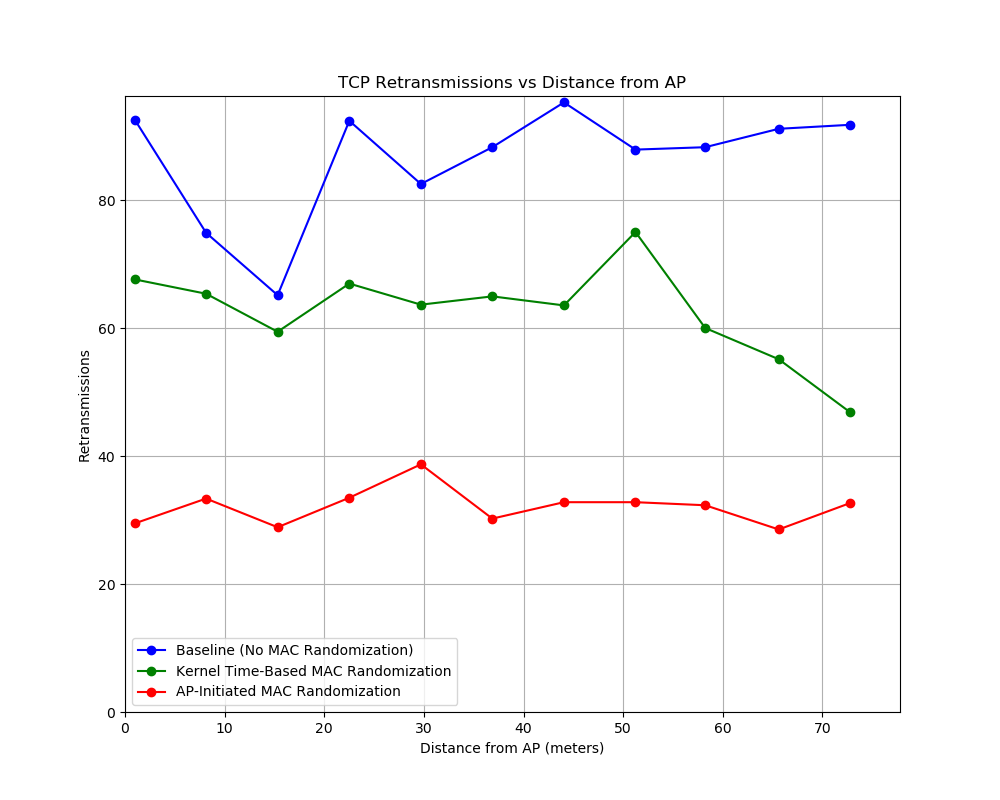 TCP Retransmissions vs Distance from AP
Retransmissions
80
60
40
20
0
Baseline (No MAC Randomization)
Kernel Time-Based MAC Randomization
AP-Initiated MAC Randomization
0 10 20 30 40 50 60 70
Distance from AP (meters)